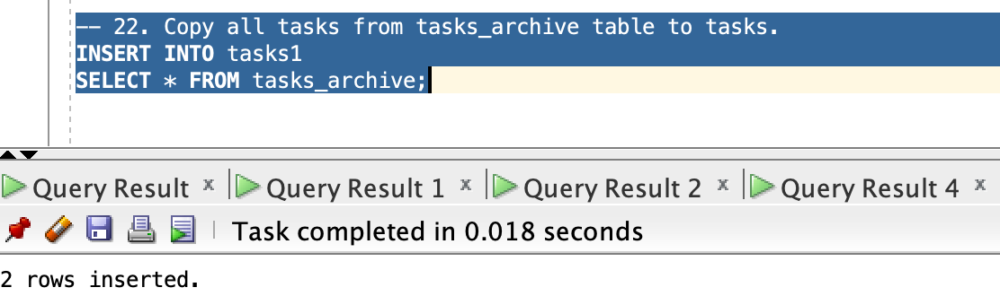 -- 22. Copy all tasks from tasks_archive table to tasks.
INSERT INTO tasks1
SELECT * FROM tasks_archive;
Query Result x Query Result 1 x Query Result 2 x Query Result 4 x
Task completed in 0.018 seconds
2 rows inserted.